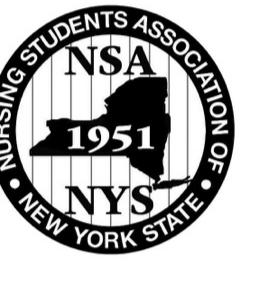 NURSING STUDENTS ASSOCIATION OF
NSA
1951
NYS
NEW YORK STATE